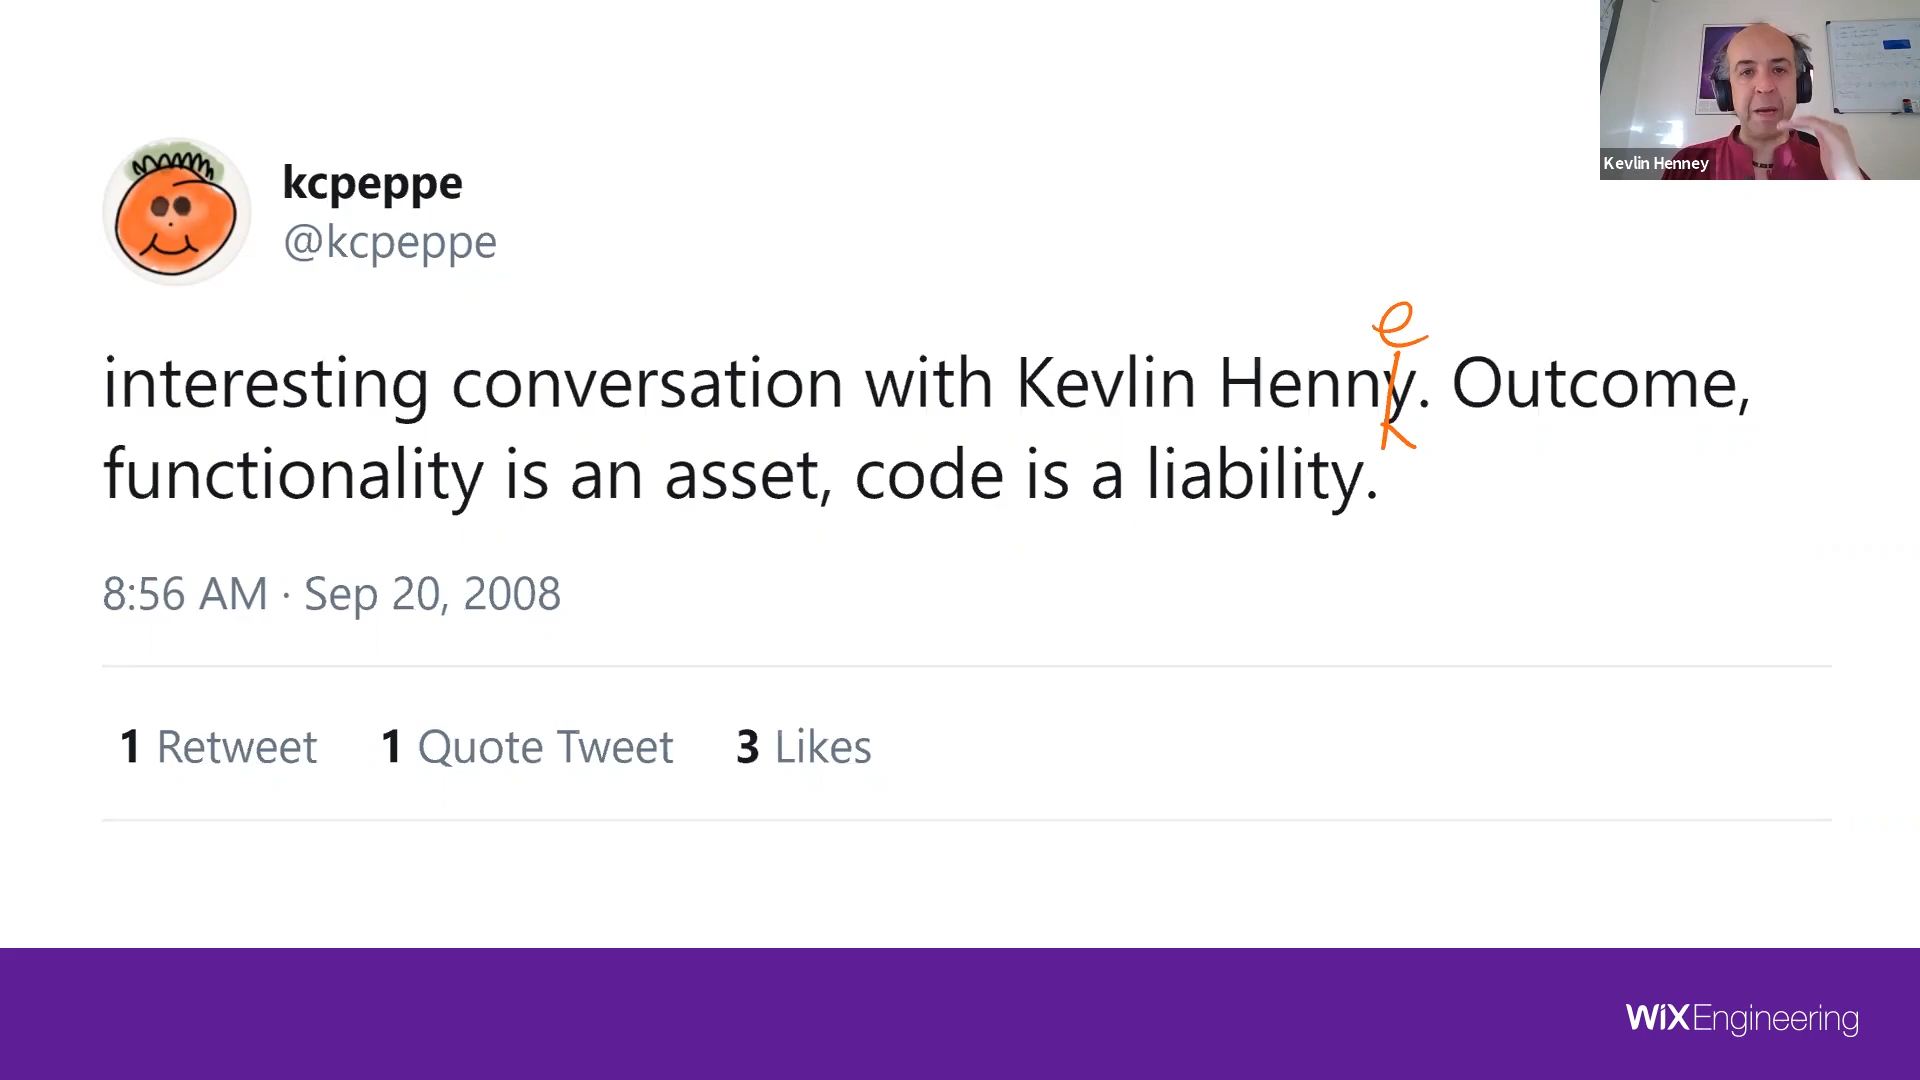 Kevlin Henney
kcpeppe
@kcpeppe
e
interesting conversation with Kevlin Henny. Outcome,
functionality is an asset, code is a liability.
8:56 AM · Sep 20, 2008
1 Retweet 1 Quote Tweet 3 Likes
WiX Engineering